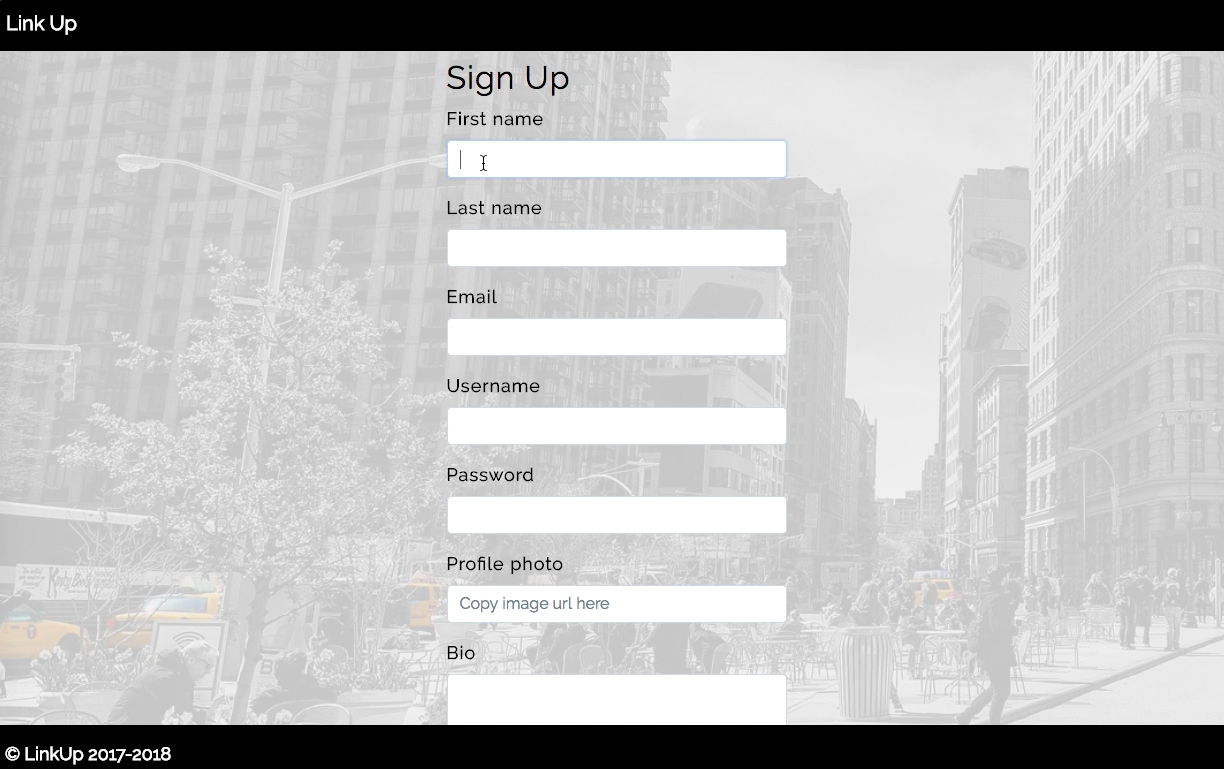 Link Up
Sign Up
First name
Last name
Email
Username
Password
Profile photo
Copy image url here
Bio
© LinkUp 2017-2018